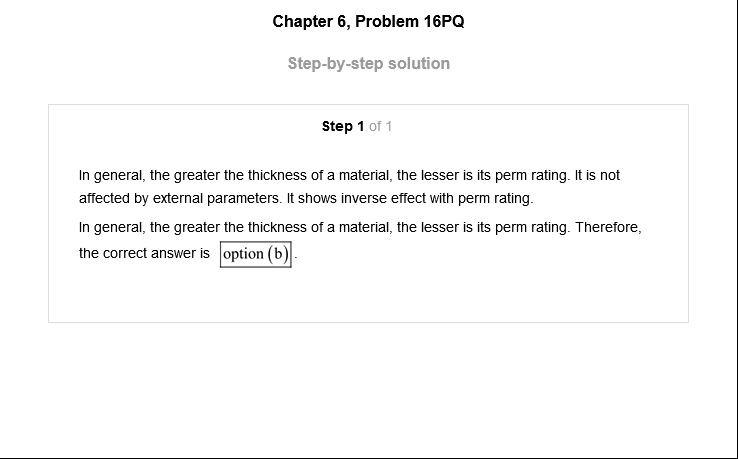 Chapter 6, Problem 16PQ
Step-by-step solution
Step 1 of 1
In general, the greater the thickness of a material, the lesser is its perm rating. It is not
affected by external parameters. It shows inverse effect with perm rating.
In general, the greater the thickness of a material, the lesser is its perm rating. Therefore,
the correct answer is option (b).